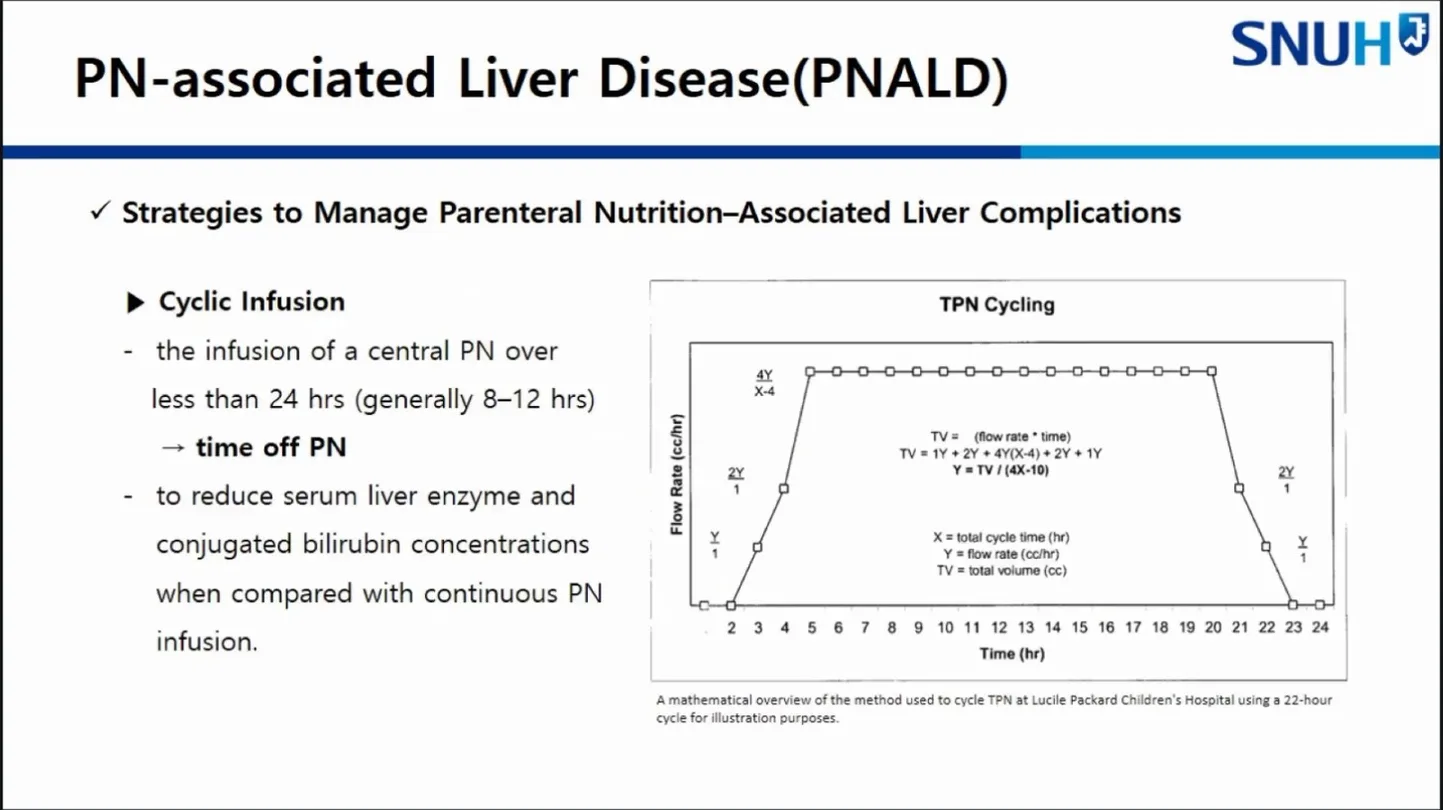 SNUH
PN-associated Liver Disease(PNALD)
✓ Strategies to Manage Parenteral Nutrition–Associated Liver Complications
▶ Cyclic Infusion
- the infusion of a central PN over
less than 24 hrs (generally 8–12 hrs)
→ time off PN
- to reduce serum liver enzyme and
conjugated bilirubin concentrations
when compared with continuous PN
infusion.
TPN Cycling
Flow Rate (cc/hr)
4Y
X-4
2Y
1
Y
1
TV = (flow rate * time)
TV = 1Y + 2Y + 4Y(X-4) + 2Y + 1Y
Y = TV / (4X-10)
X = total cycle time (hr)
Y = flow rate (cc/hr)
TV = total volume (cc)
2Y
1
Y
1
2 3 4 5 6 7 8 9 10 11 12 13 14 15 16 17 18 19 20 21 22 23 24
Time (hr)
A mathematical overview of the method used to cycle TPN at Lucile Packard Children's Hospital using a 22-hour
cycle for illustration purposes.